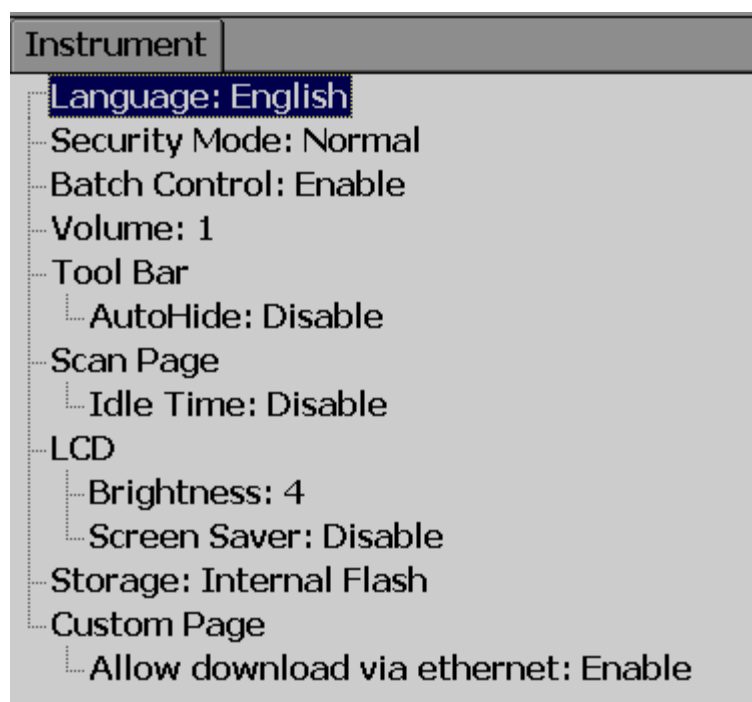 Instrument
Language: English
Security Mode: Normal
Batch Control: Enable
Volume: 1
Tool Bar
AutoHide: Disable
Scan Page
Idle Time: Disable
LCD
Brightness: 4
Screen Saver: Disable
Storage: Internal Flash
Custom Page
Allow download via ethernet: Enable